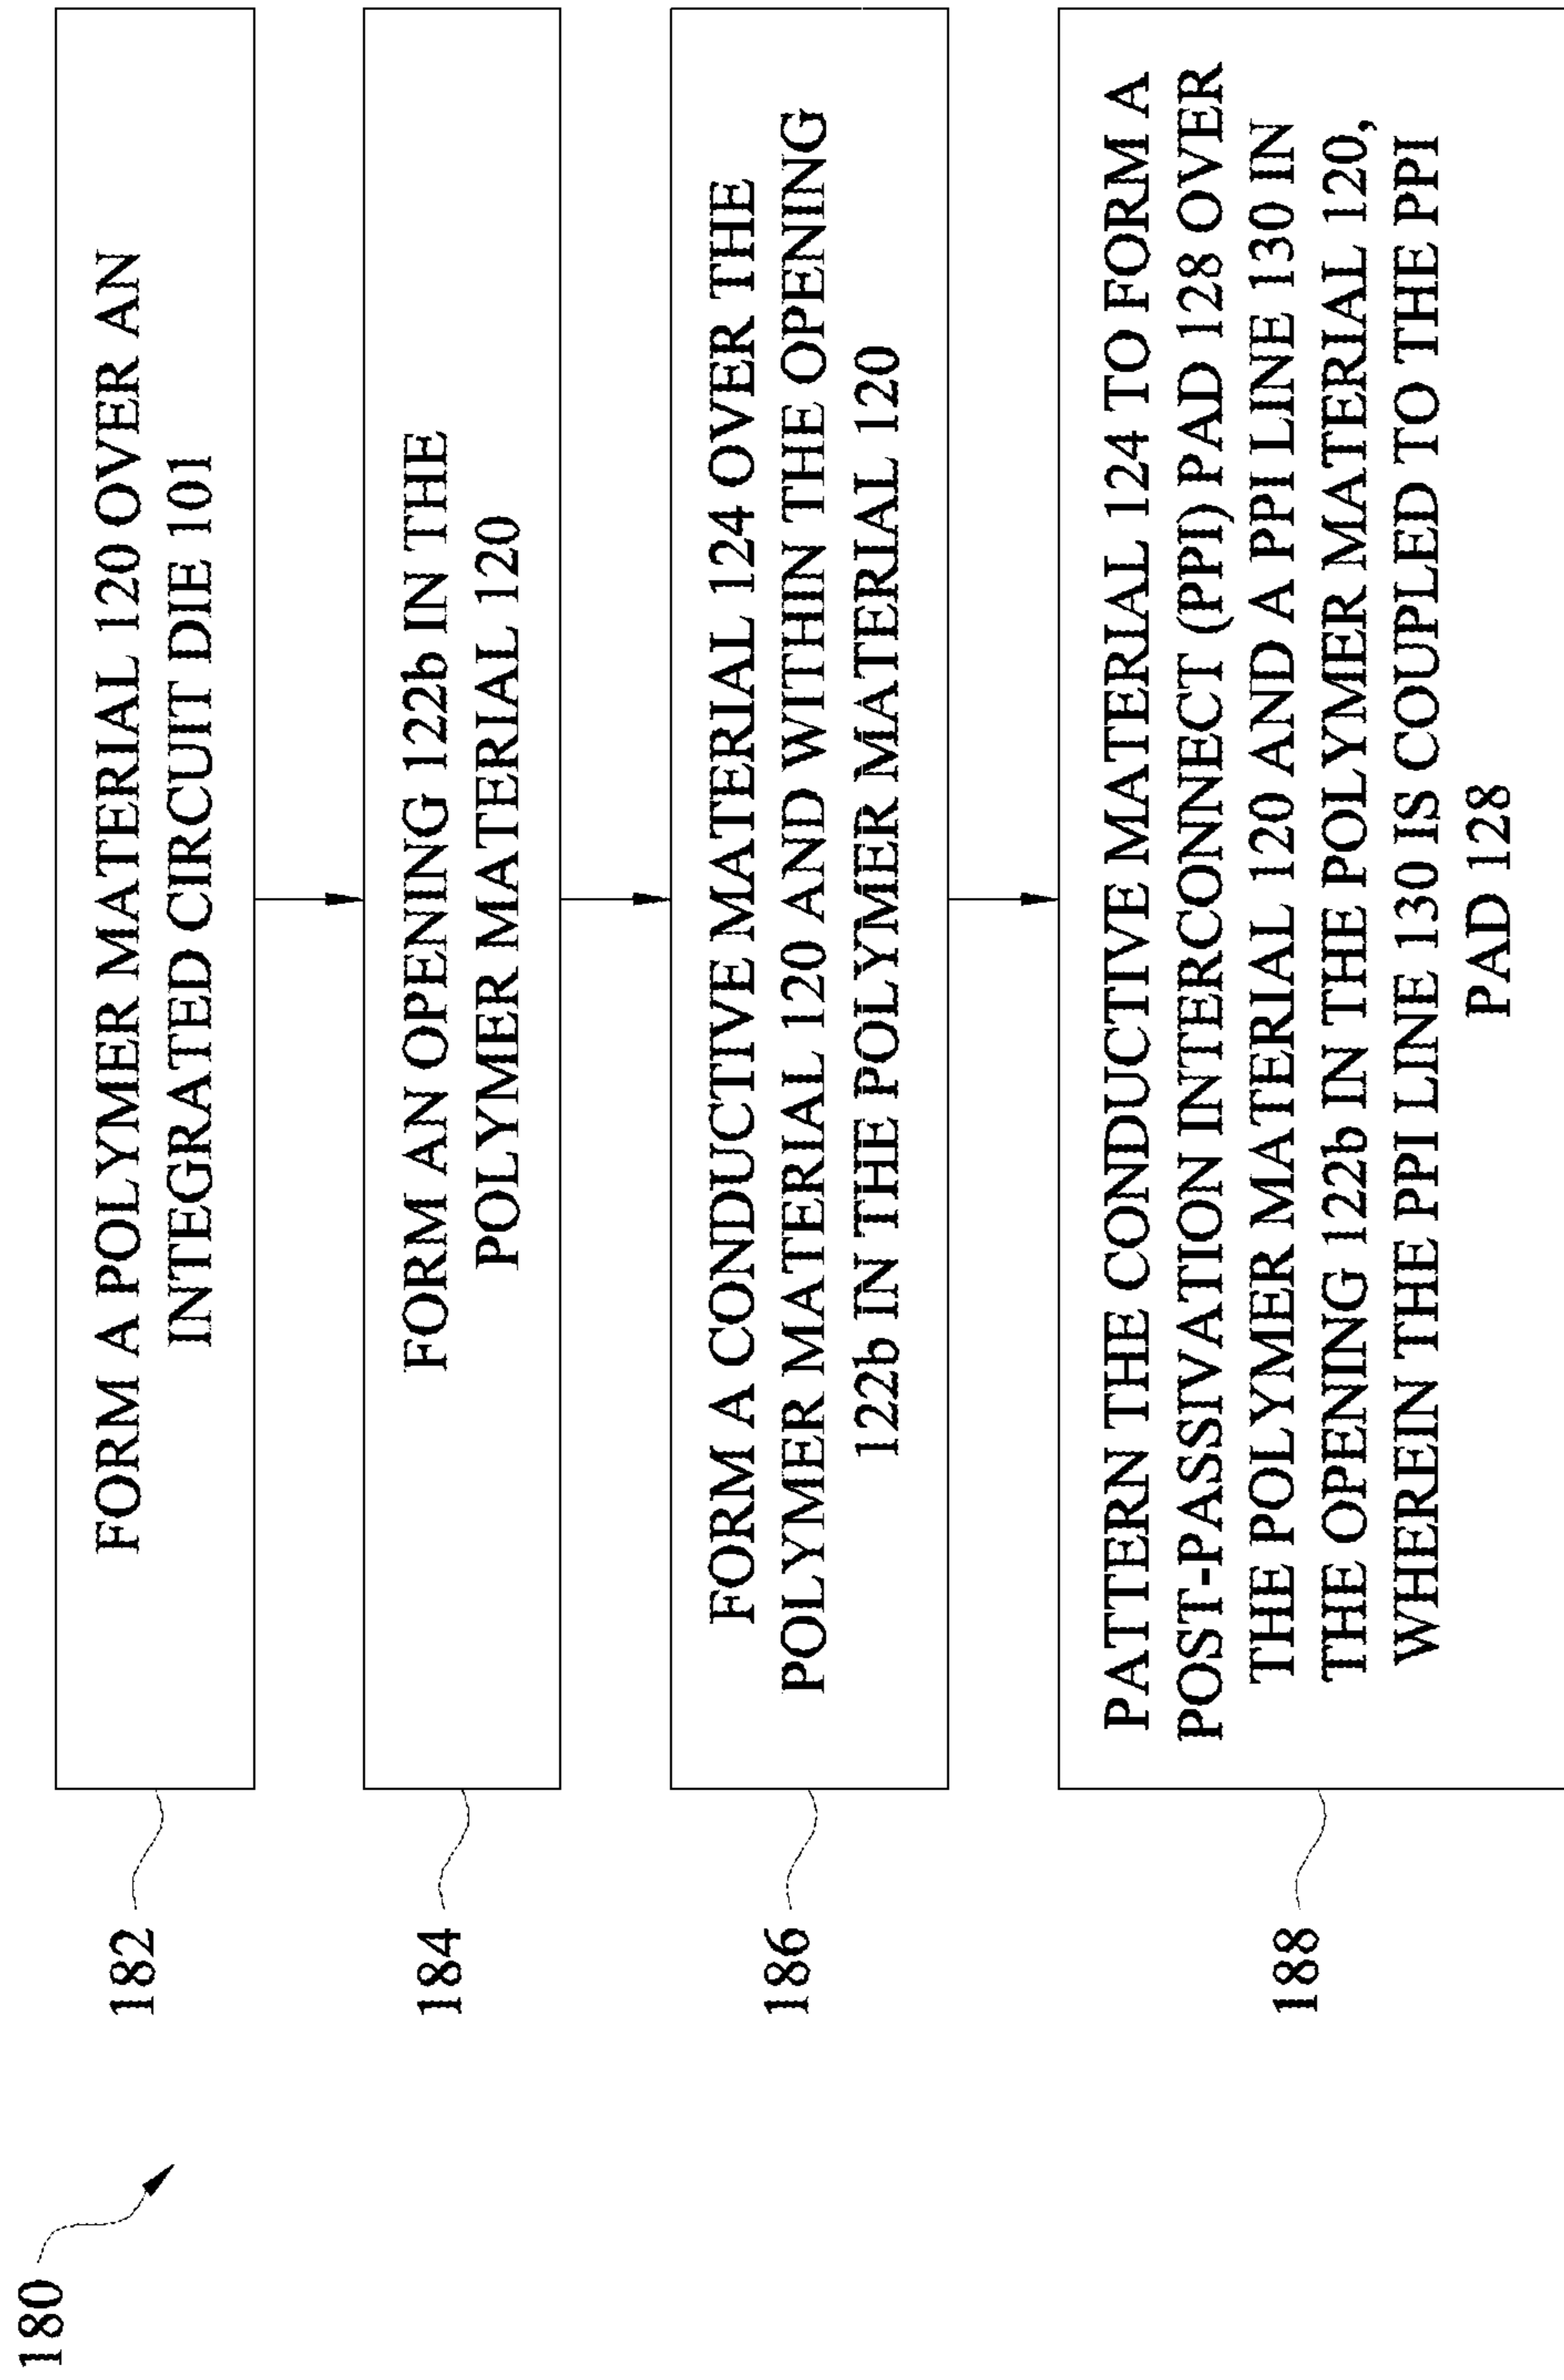 180
182
FORM A POLYMER MATERIAL 120 OVER AN
INTEGRATED CIRCUIT DIE 101
184
FORM AN OPENING 122b IN THE
POLYMER MATERIAL 120
186
FORM A CONDUCTIVE MATERIAL 124 OVER THE
POLYMER MATERIAL 120 AND WITHIN THE OPENING
122b IN THE POLYMER MATERIAL 120
188
PATTERN THE CONDUCTIVE MATERIAL 124 TO FORM A
POST-PASSIVATION INTERCONNECT (PPI) PAD 128 OVER
THE POLYMER MATERIAL 120 AND A PPI LINE 130 IN
THE OPENING 122b IN THE POLYMER MATERIAL 120,
WHEREIN THE PPI LINE 130 IS COUPLED TO THE PPI
PAD 128